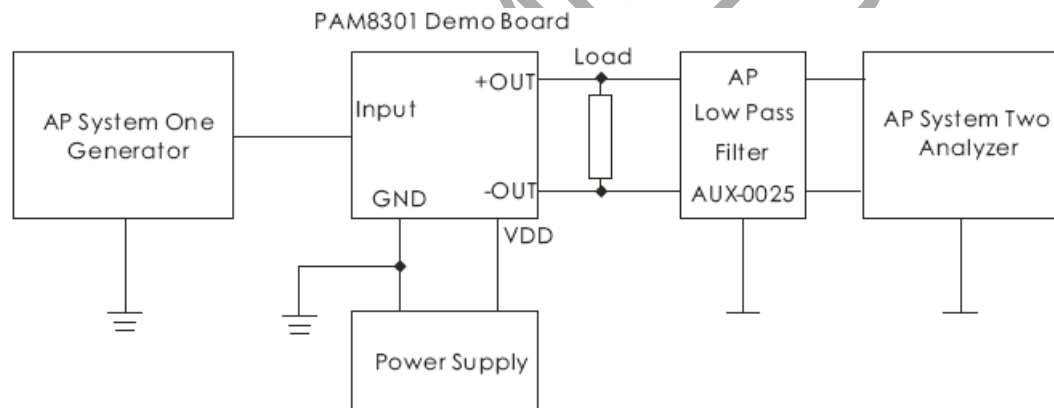 PAM8301 Demo Board
AP System One
Generator
Input
GND
+OUT
-OUT
VDD
Load
AP
Low Pass
Filter
AUX-0025
AP System Two
Analyzer
Power Supply